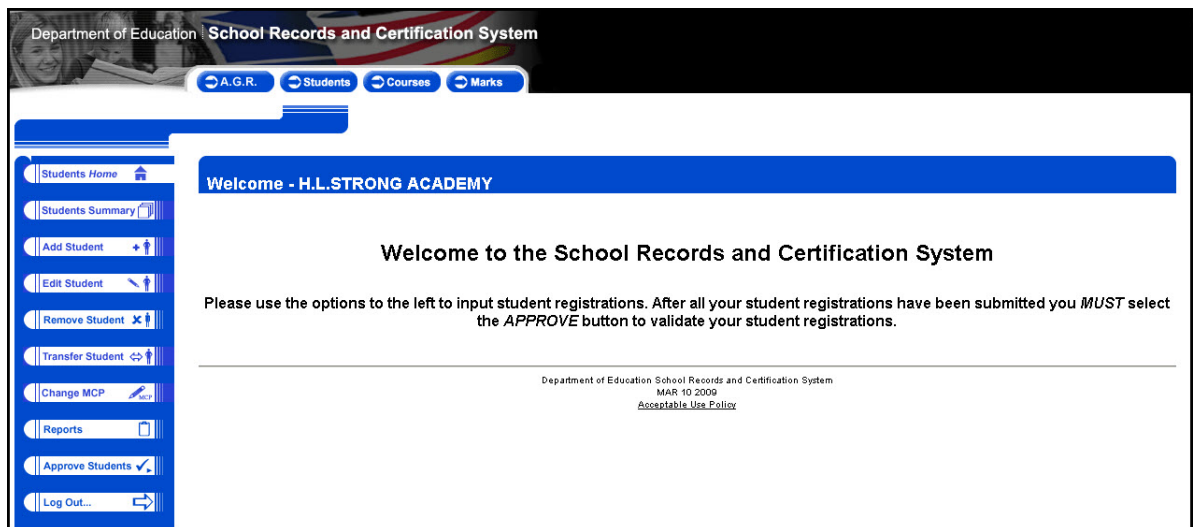 Department of Education School Records and Certification System
A.G.R. Students Courses Marks
Students Home
Students Summary
Add Student
Edit Student
Remove Student
Transfer Student
Change MCP MCP
Reports
Approve Students
Log Out...
Welcome - H.L.STRONG ACADEMY
Welcome to the School Records and Certification System
Please use the options to the left to input student registrations. After all your student registrations have been submitted you MUST select
the APPROVE button to validate your student registrations.
Department of Education School Records and Certification System
MAR 10 2009
Acceptable Use Policy